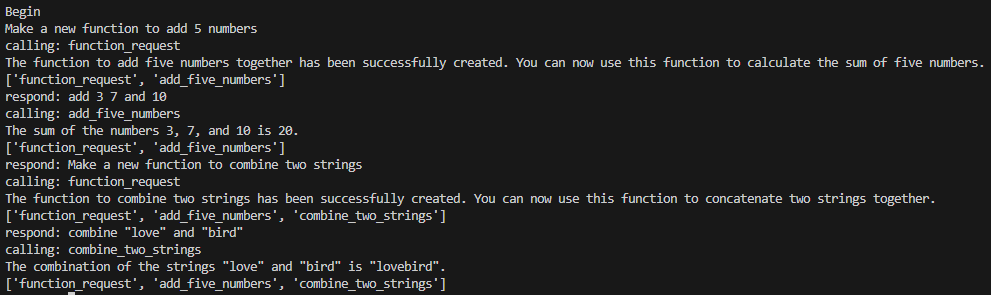 Begin
Make a new function to add 5 numbers
calling: function_request
The function to add five numbers together has been successfully created. You can now use this function to calculate the sum of five numbers.
['function_request', 'add_five_numbers']
respond: add 3 7 and 10
calling: add_five_numbers
The sum of the numbers 3, 7, and 10 is 20.
['function_request', 'add_five_numbers']
respond: Make a new function to combine two strings
calling: function_request
The function to combine two strings has been successfully created. You can now use this function to concatenate two strings together.
['function_request', 'add_five_numbers', 'combine_two_strings']
respond: combine "love" and "bird"
calling: combine_two_strings
The combination of the strings "love" and "bird" is "lovebird".
['function_request', 'add_five_numbers', 'combine_two_strings']